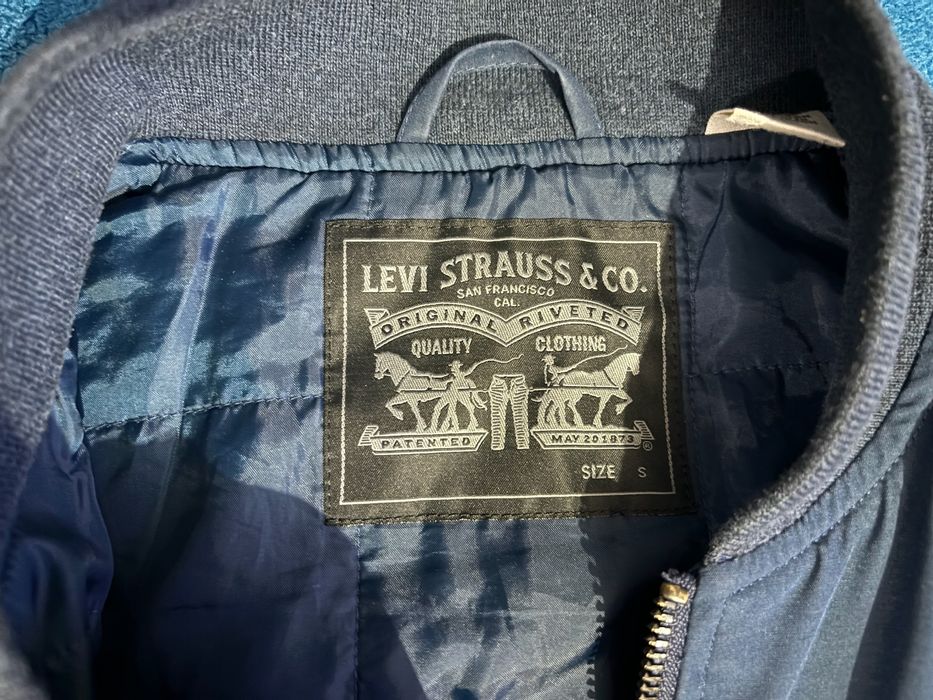 LEVI STRAUSS & CO.
SAN FRANCISCO
CAL.
ORIGINAL RIVETED
QUALITY CLOTHING
PATENTED MAY 20 1873
®
SIZE S